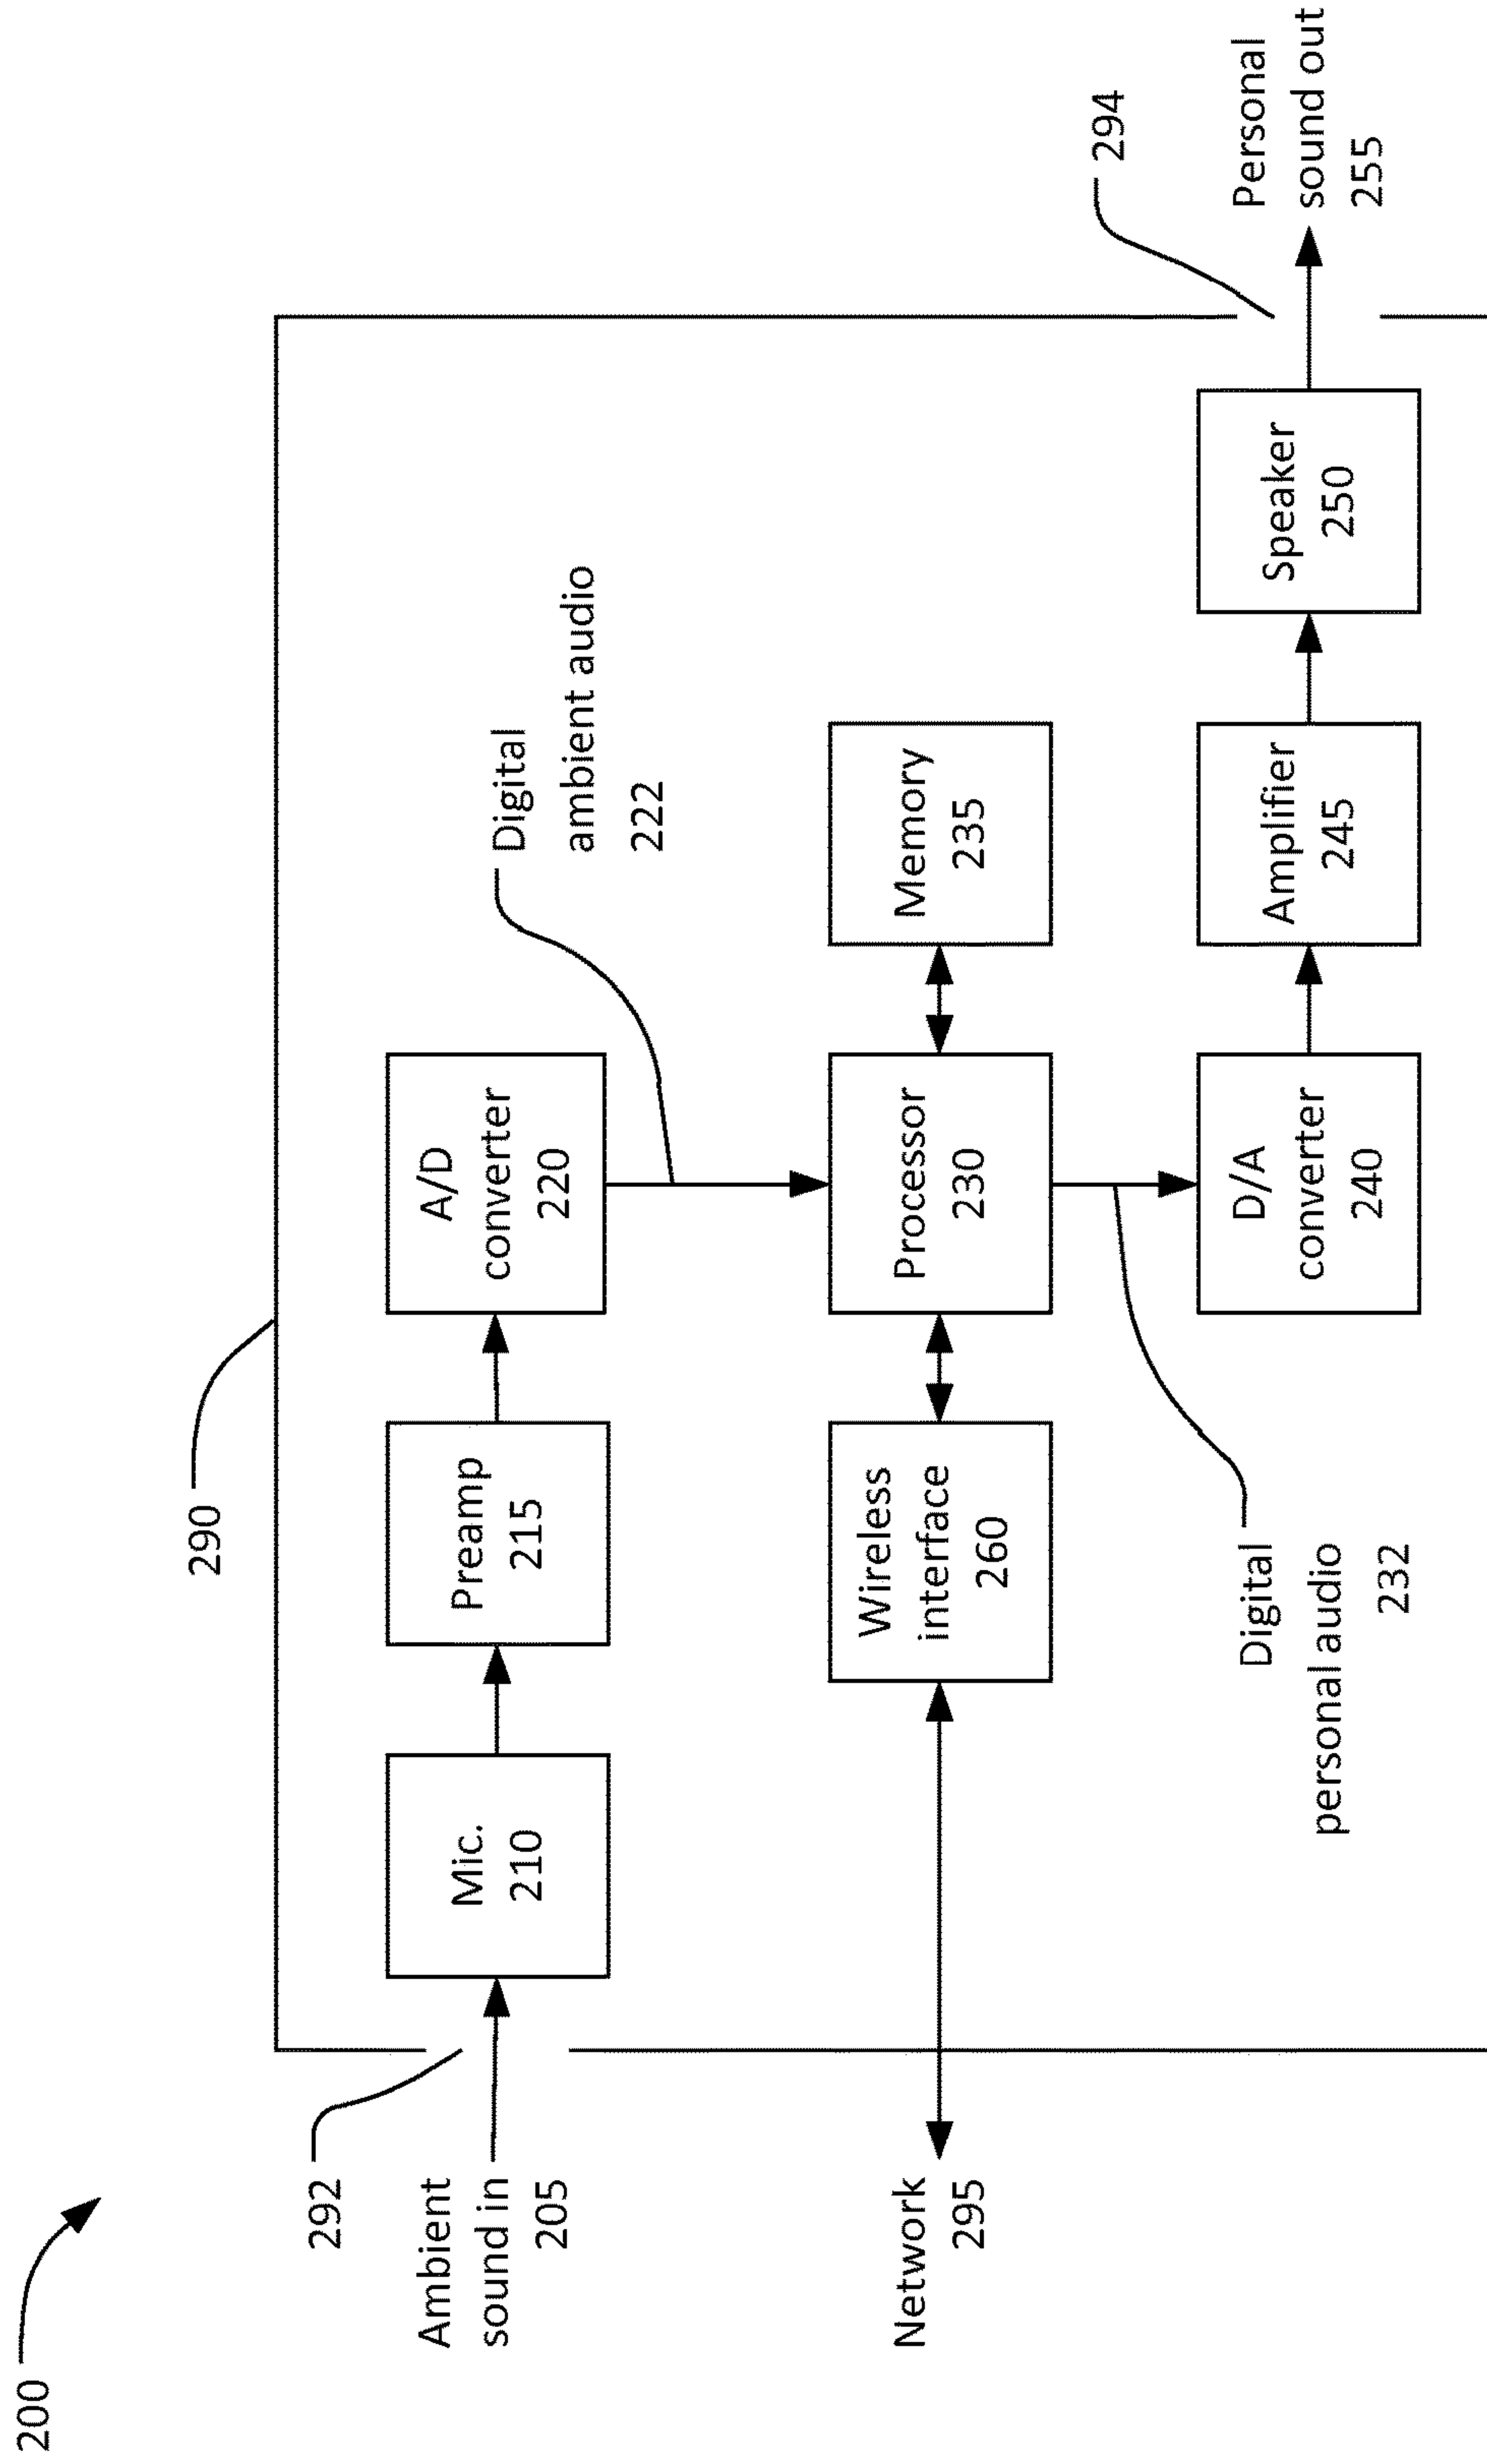 200
290
292
Ambient
sound in
205
Mic.
210
Preamp
215
A/D
converter
220
Digital
ambient audio
222
Network
295
Wireless
interface
260
Processor
230
Memory
235
Digital
personal audio
232
D/A
converter
240
Amplifier
245
Speaker
250
294
Personal
sound out
255